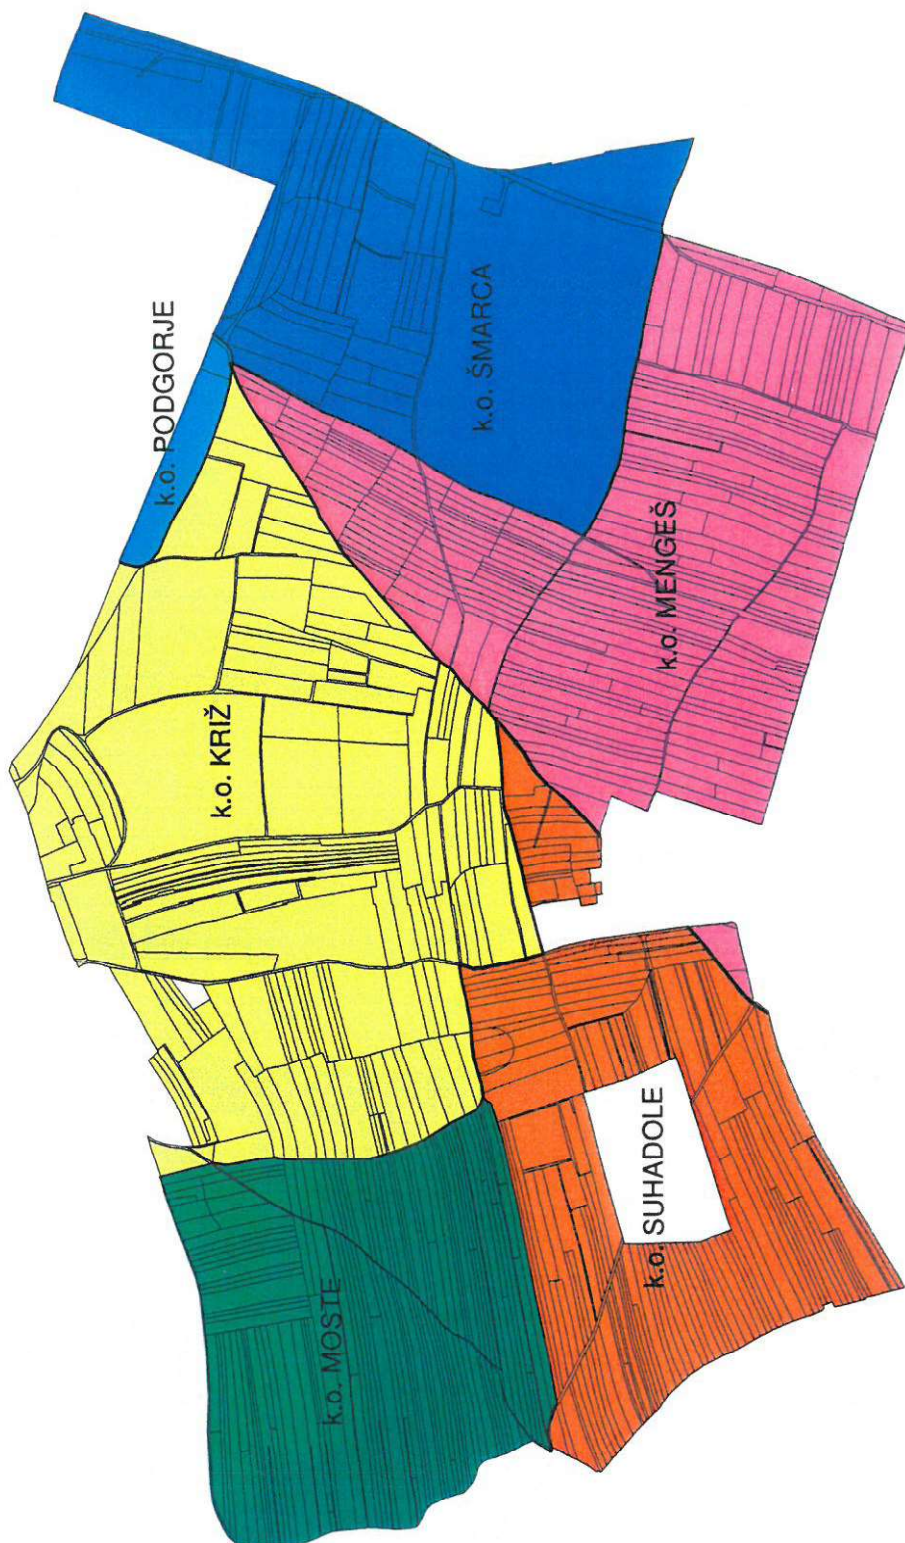 k.o. PODGORJE
k.o. ŠMARCA
k.o. MENGEŠ
k.o. KRIŽ
k.o. SUHADOLE
k.o. MOSTE